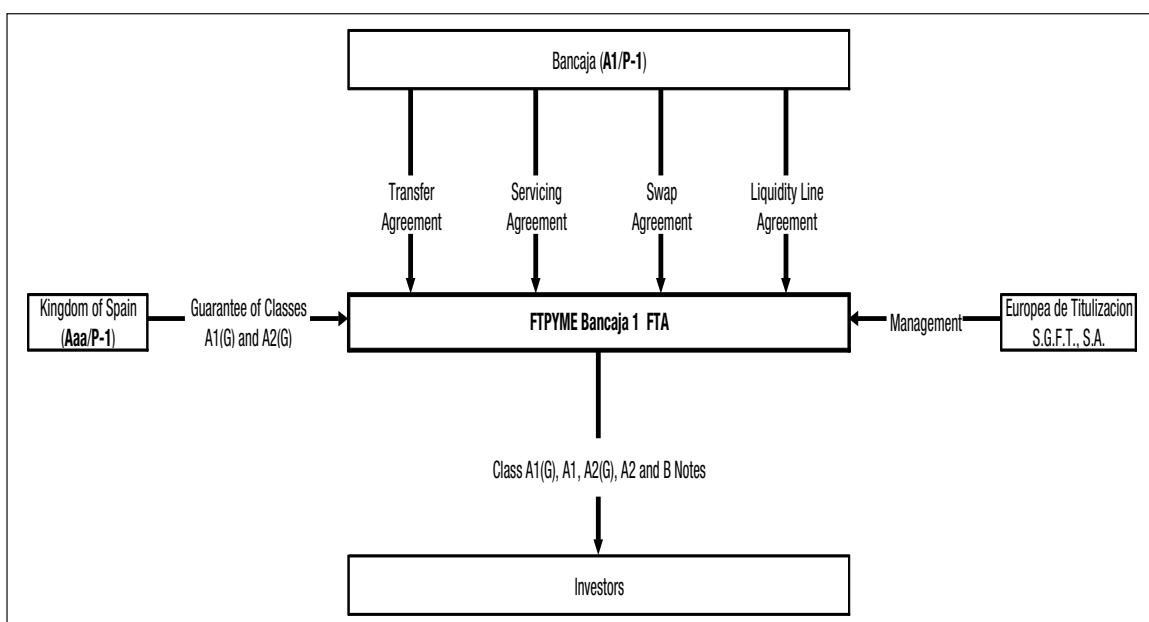 Bancaja (A1/P-1)
Transfer
Agreement
Servicing
Agreement
Swap
Agreement
Liquidity Line
Agreement
Kingdom of Spain
(Aaa/P-1)
Guarantee of Classes
A1(G) and A2(G)
FTPYME Bancaja 1 FTA
Management
Europea de Titulizacion
S.G.F.T., S.A.
Class A1(G), A1, A2(G), A2 and B Notes
Investors